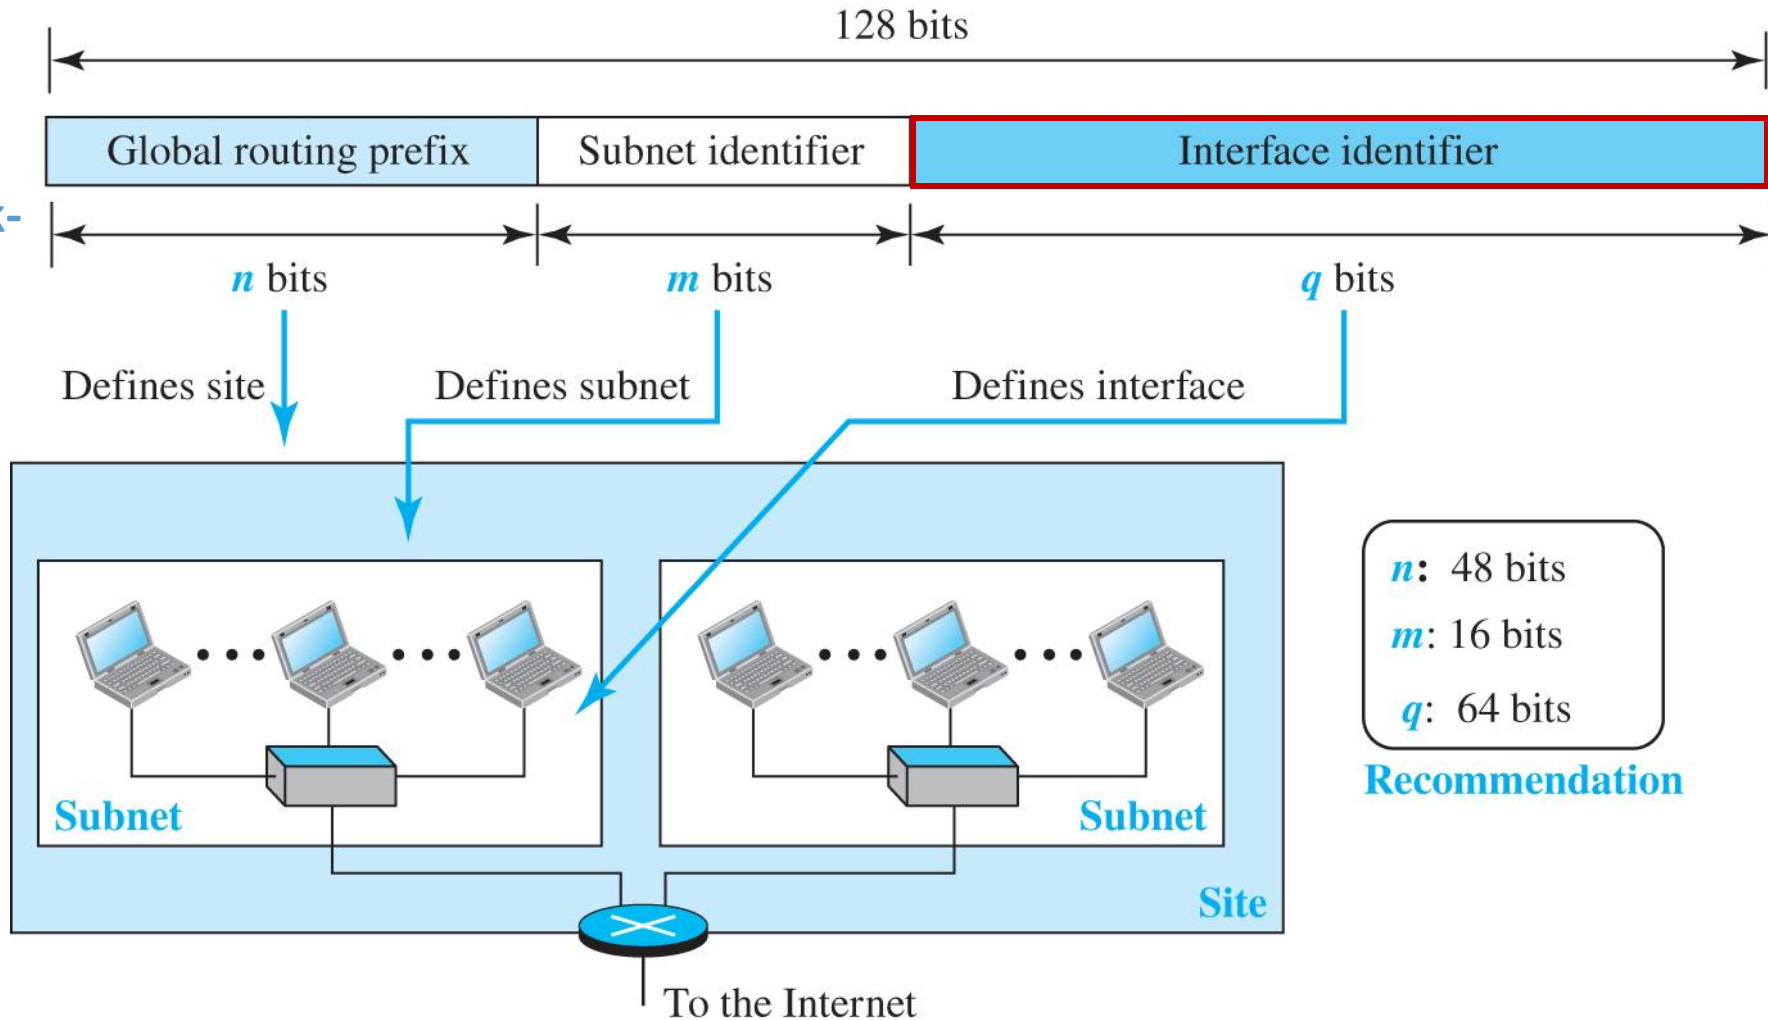 128 bits
Global routing prefix Subnet identifier Interface identifier
n bits m bits q bits
Defines site Defines subnet Defines interface
n: 48 bits
m: 16 bits
q: 64 bits
Recommendation
Subnet Subnet
Site
To the Internet